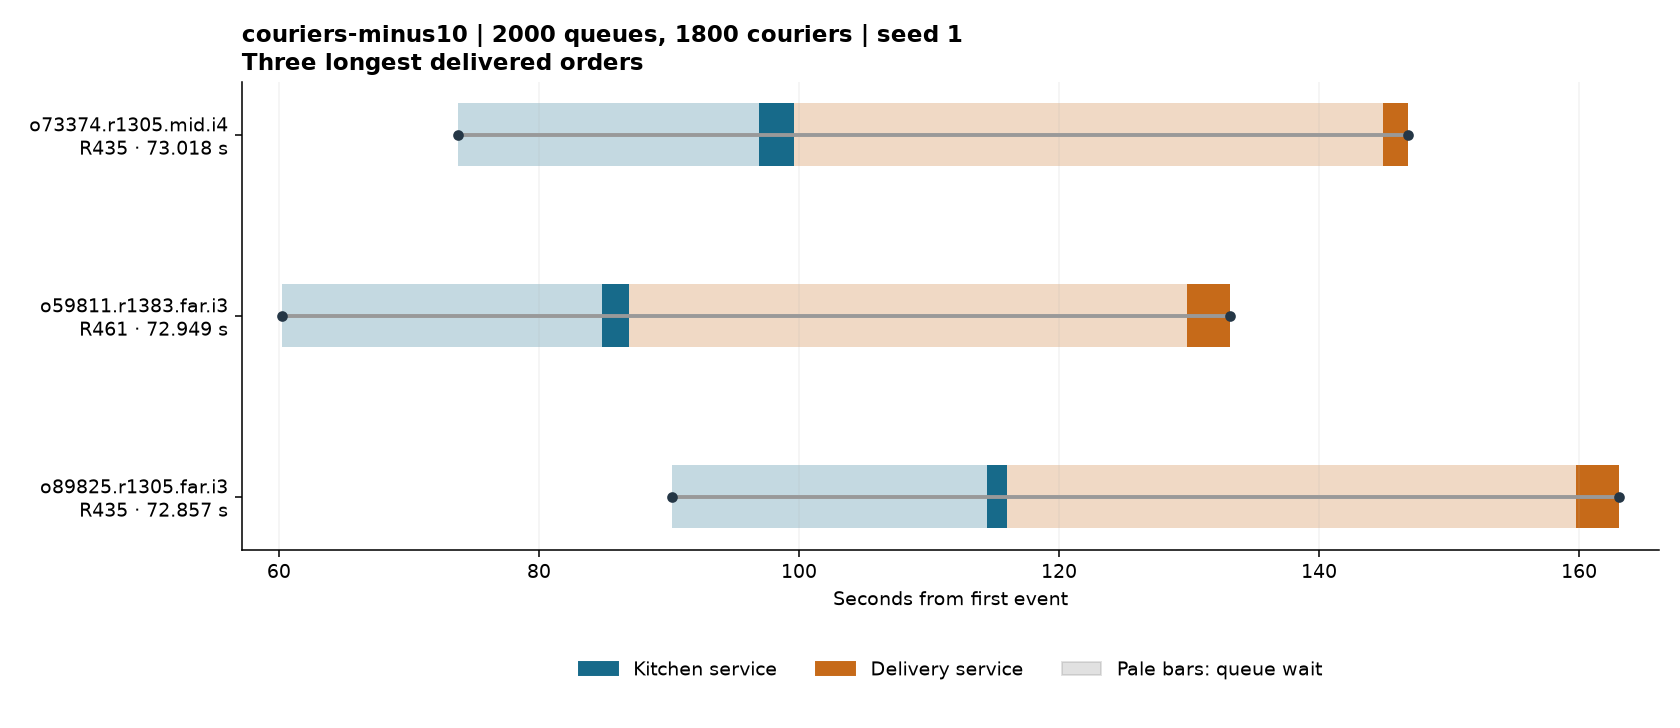 couriers-minus10 | 2000 queues, 1800 couriers | seed 1
Three longest delivered orders
o73374.r1305.mid.i4
R435 · 73.018 s
o59811.r1383.far.i3
R461 · 72.949 s
o89825.r1305.far.i3
R435 · 72.857 s
60 80 100 120 140 160
Seconds from first event
Kitchen service Delivery service Pale bars: queue wait